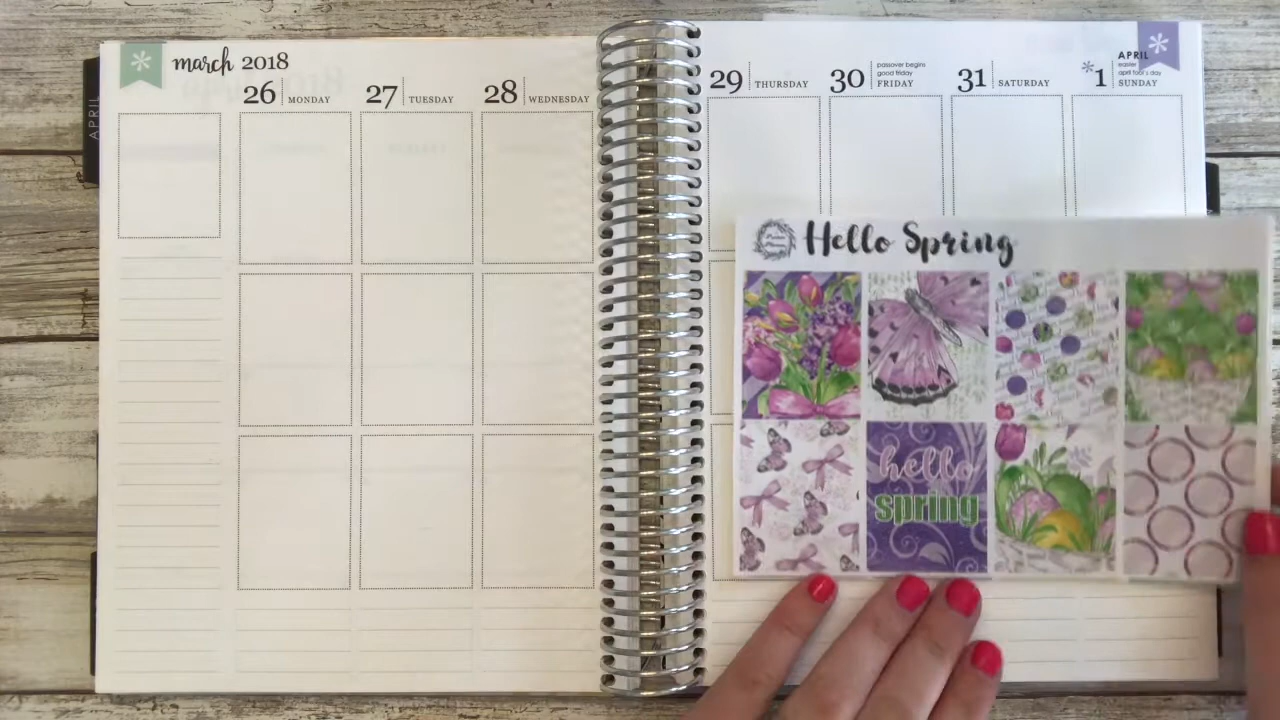 march 2018
26 MONDAY
27 TUESDAY
28 WEDNESDAY
29 THURSDAY
30 passover begins
good friday
FRIDAY
31 SATURDAY
APRIL
easter
april fool's day
*1 SUNDAY
APRIL
Hello Spring
hello
spring